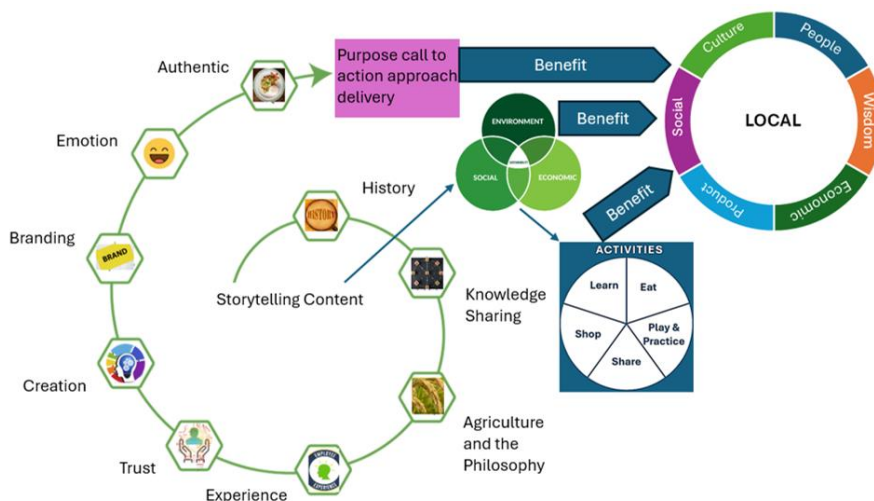 Authentic
Emotion
Branding
BRAND
Creation
Trust
Experience
EMPLOYEE
EXPERIENCE
Agriculture
and the
Philosophy
Knowledge
Sharing
History
HISTORY
Storytelling Content
Purpose call to
action approach
delivery
Benefit
Benefit
Benefit
ENVIRONMENT
SOCIAL
ECONOMIC
ACTIVITIES
Learn
Eat
Play &
Practice
Share
Shop
LOCAL
Culture
People
Wisdom
Economic
Product
Social